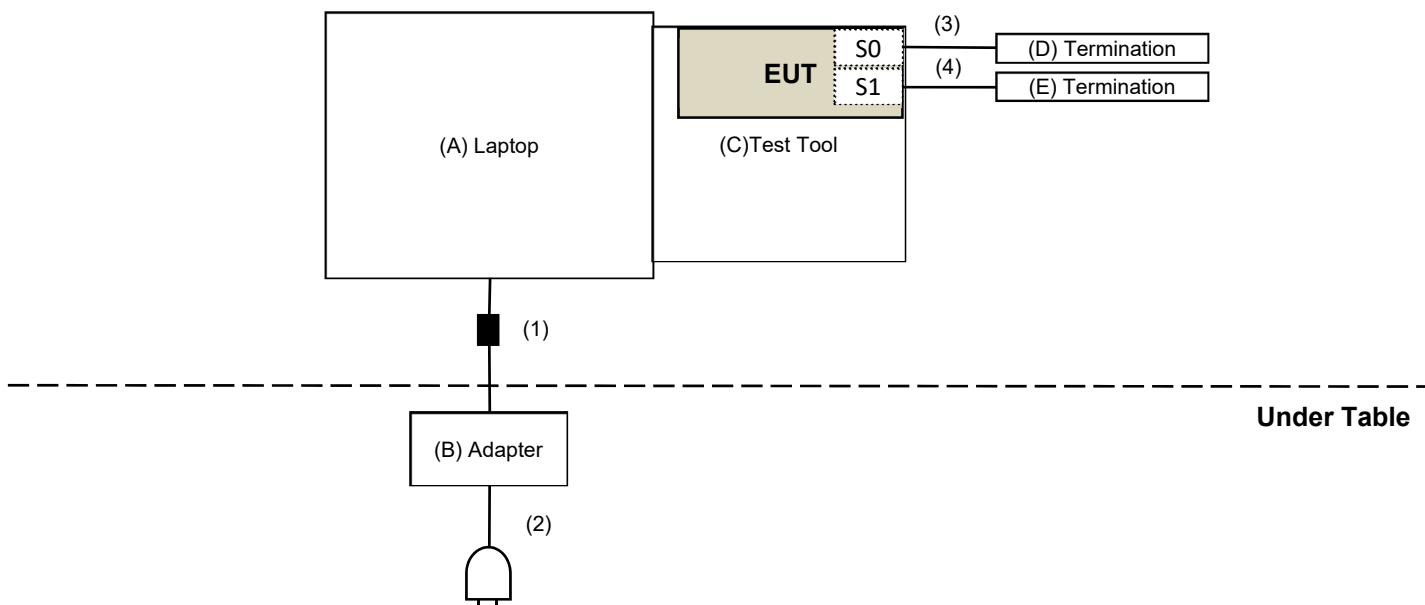 (3)
S0
(D) Termination
EUT
(4)
S1
(E) Termination
(A) Laptop
(C)Test Tool
(1)
Under Table
(B) Adapter
(2)